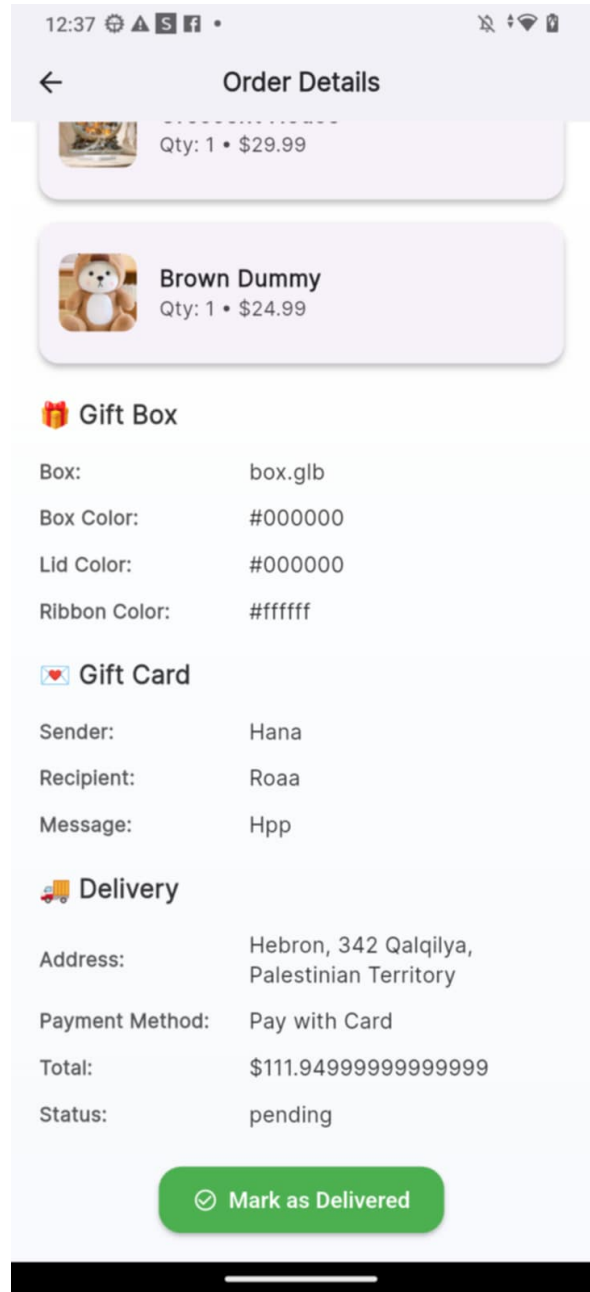 12:37
Order Details
Qty: 1 • $29.99
Brown Dummy
Qty: 1 • $24.99
🎁 Gift Box
Box: box.glb
Box Color: #000000
Lid Color: #000000
Ribbon Color: #ffffff
💌 Gift Card
Sender: Hana
Recipient: Roaa
Message: Hpp
🚚 Delivery
Address: Hebron, 342 Qalqilya,
Palestinian Territory
Payment Method: Pay with Card
Total: $111.94999999999999
Status: pending
Mark as Delivered